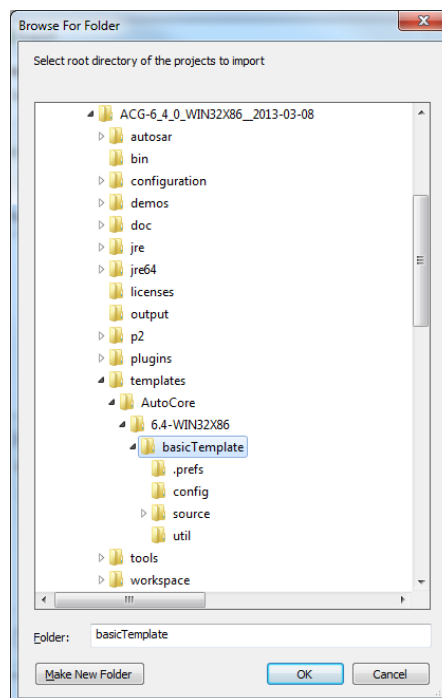 Browse For Folder
Select root directory of the projects to import
ACG-6_4_0_WIN32X86__2013-03-08
autosar
bin
configuration
demos
doc
jre
jre64
licenses
output
p2
plugins
templates
AutoCore
6.4-WIN32X86
basicTemplate
.prefs
config
source
util
tools
workspace
Folder: basicTemplate
Make New Folder OK Cancel